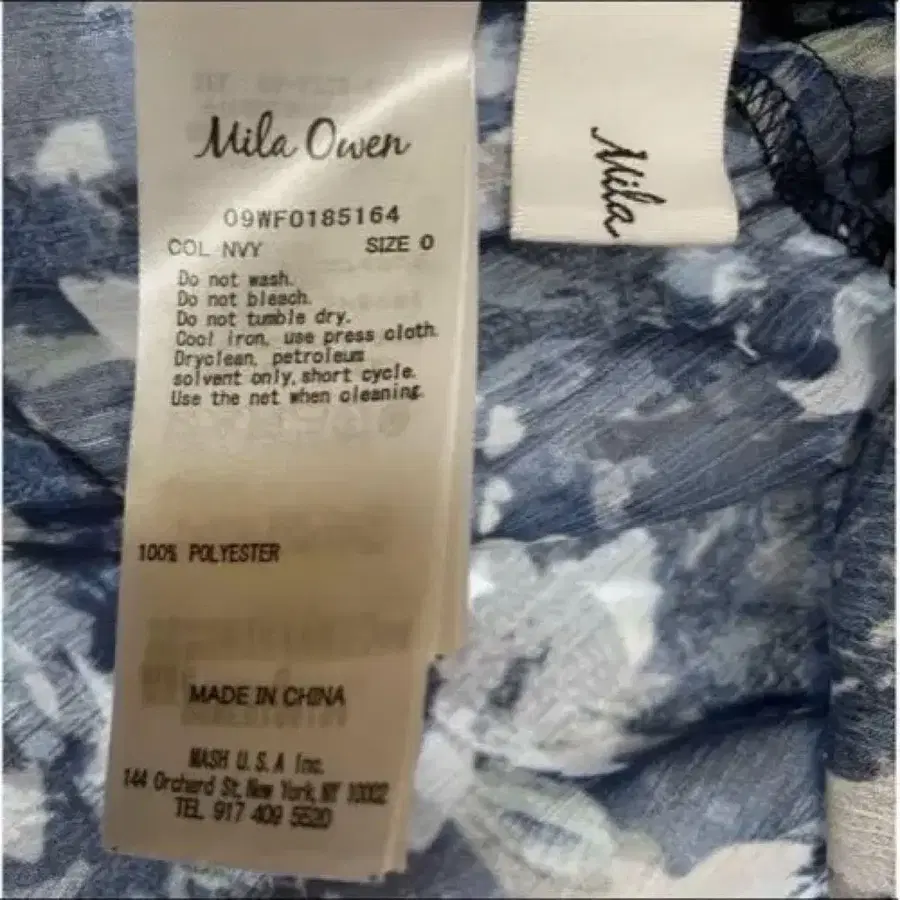 Mila Owen
09WF0185164
COL NVY SIZE 0
Do not wash.
Do not bleach.
Do not tumble dry.
Cool iron, use press cloth.
Dryclean, petroleum
solvent only, short cycle.
Use the net when cleaning.
100% POLYESTER
MADE IN CHINA
MASH U.S.A Inc.
144 Orchard St, New York, NY 10002
TEL 917 409 5520
Mila